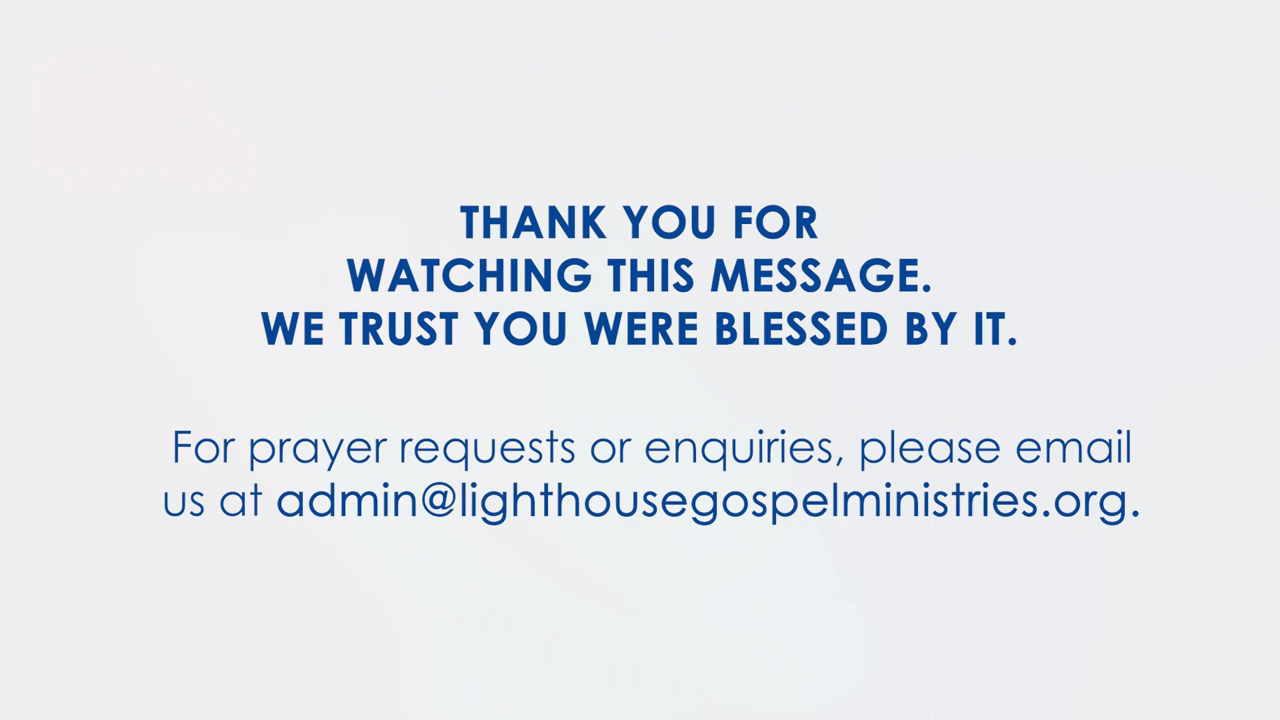 THANK YOU FOR
WATCHING THIS MESSAGE.
WE TRUST YOU WERE BLESSED BY IT.
For prayer requests or enquiries, please email
us at admin@lighthousegospelministries.org.